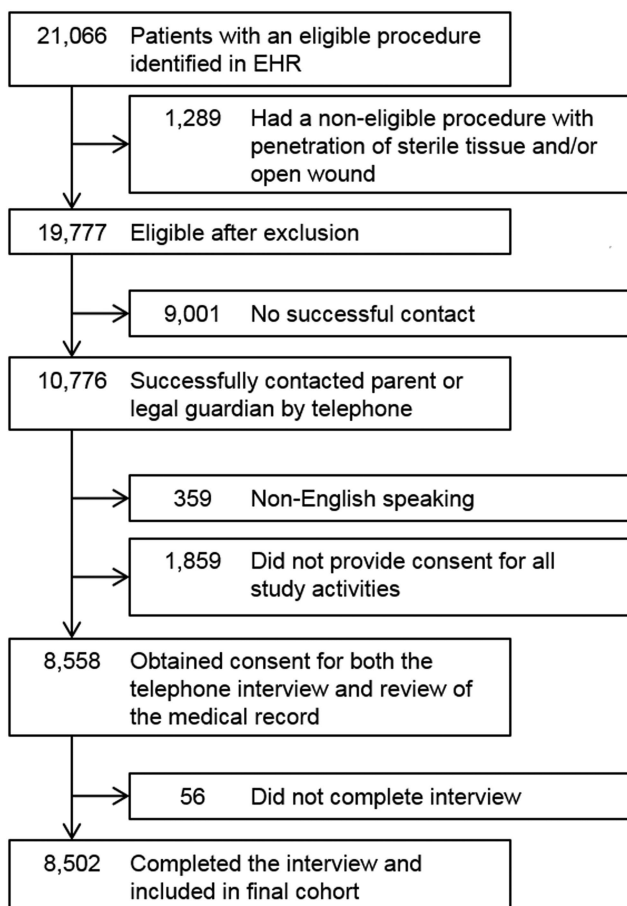 21,066 Patients with an eligible procedure
identified in EHR
1,289 Had a non-eligible procedure with
penetration of sterile tissue and/or
open wound
19,777 Eligible after exclusion
9,001 No successful contact
10,776 Successfully contacted parent or
legal guardian by telephone
359 Non-English speaking
1,859 Did not provide consent for all
study activities
8,558 Obtained consent for both the
telephone interview and review of
the medical record
56 Did not complete interview
8,502 Completed the interview and
included in final cohort